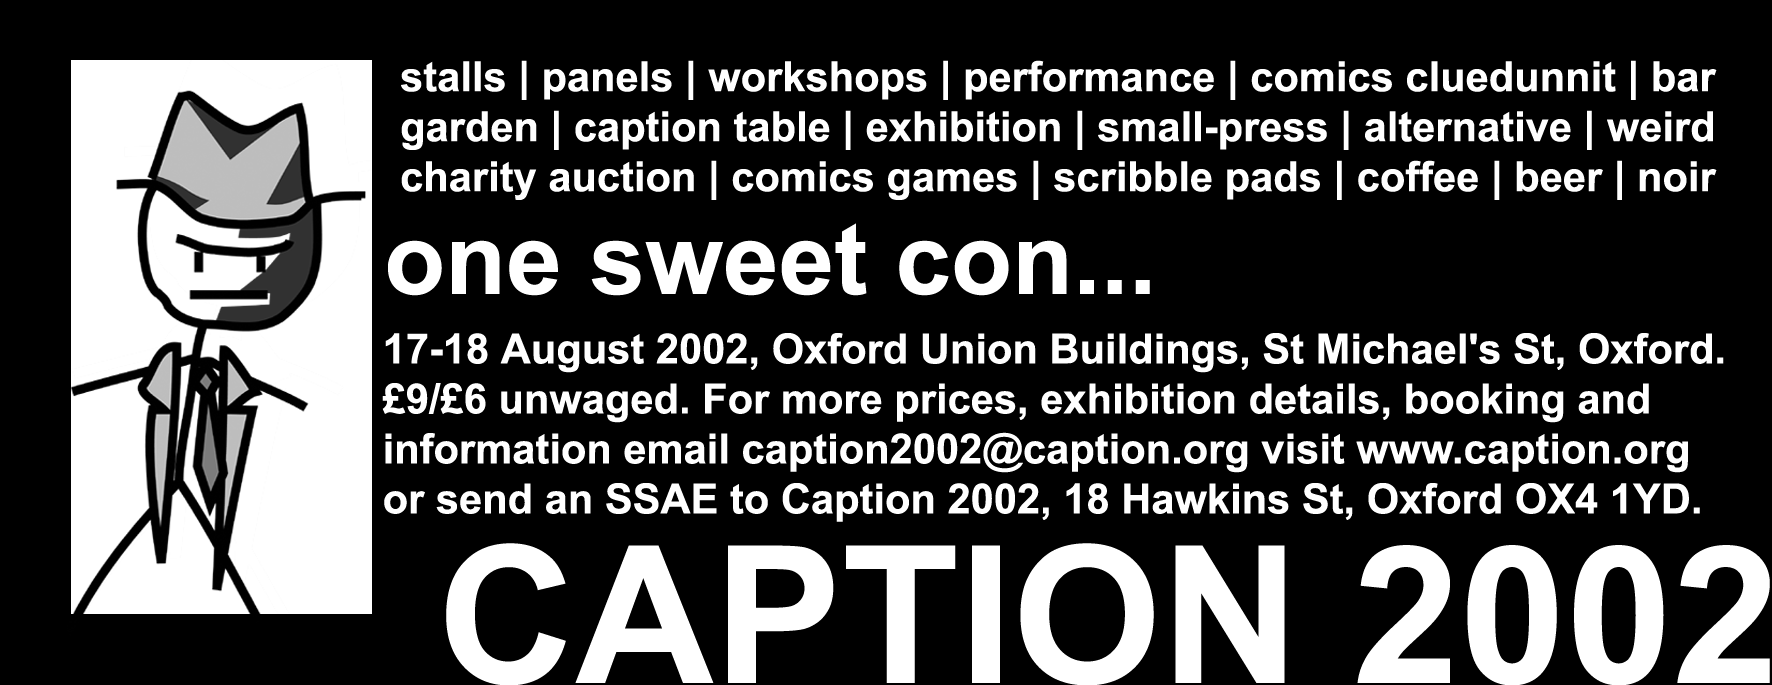 stalls | panels | workshops | performance | comics cluedunnit | bar
garden | caption table | exhibition | small-press | alternative | weird
charity auction | comics games | scribble pads | coffee | beer | noir
one sweet con...
17-18 August 2002, Oxford Union Buildings, St Michael's St, Oxford.
£9/£6 unwaged. For more prices, exhibition details, booking and
information email caption2002@caption.org visit www.caption.org
or send an SSAE to Caption 2002, 18 Hawkins St, Oxford OX4 1YD.
CAPTION 2002